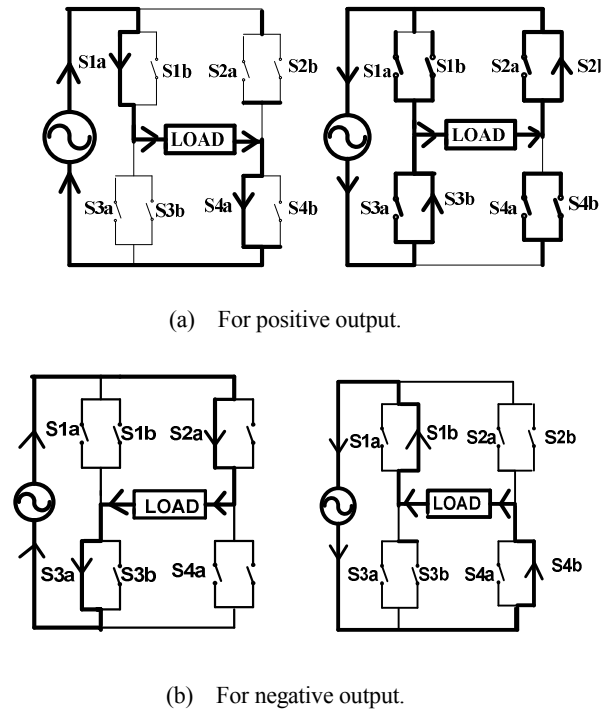 S1a S1b S2a S2b
LOAD
S3a S3b S4a S4b
S1a S1b S2a S2b
LOAD
S3a S3b S4a S4b
(a) For positive output.
S1a S1b S2a
LOAD
S3a S3b S4a
S1a S1b S2a S2b
LOAD
S3a S3b S4a S4b
(b) For negative output.